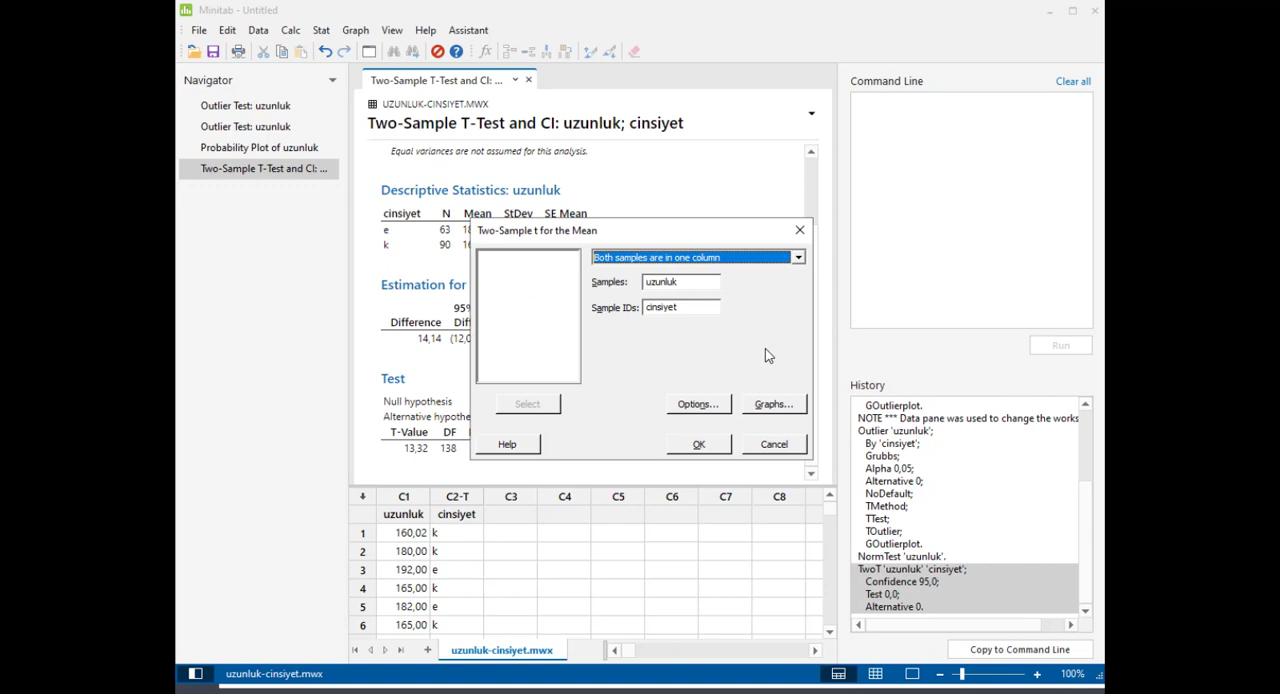 Minitab - Untitled
File Edit Data Calc Stat Graph View Help Assistant
Navigator
Outlier Test: uzunluk
Outlier Test: uzunluk
Probability Plot of uzunluk
Two-Sample T-Test and CI: ...
Two-Sample T-Test and CI: ...
UZUNLUK-CINSIYET.MWX
Two-Sample T-Test and CI: uzunluk; cinsiyet
Equal variances are not assumed for this analysis.
Descriptive Statistics: uzunluk
cinsiyet N Mean StDev SE Mean
e 63 18
k 90 16
Estimation for
95%
Difference Dif
14,14 (12,0
Test
Null hypothesis
Alternative hypothe
T-Value DF
13,32 138
Two-Sample t for the Mean
Both samples are in one column
Samples: uzunluk
Sample IDs: cinsiyet
Select
Options...
Graphs...
Help
OK
Cancel
C1 C2-T C3 C4 C5 C6 C7 C8
uzunluk cinsiyet
1 160,02 k
2 180,00 k
3 192,00 e
4 165,00 k
5 182,00 e
6 165,00 k
uzunluk-cinsiyet.mwx
Command Line
Clear all
Run
History
GOutlierplot.
NOTE *** Data pane was used to change the works
Outlier 'uzunluk';
By 'cinsiyet';
Grubbs;
Alpha 0,05;
Alternative 0;
NoDefault;
TMethod;
TTest;
TOutlier;
GOutlierplot.
NormTest 'uzunluk'.
TwoT 'uzunluk' 'cinsiyet';
Confidence 95,0;
Test 0,0;
Alternative 0.
Copy to Command Line
uzunluk-cinsiyet.mwx
100%